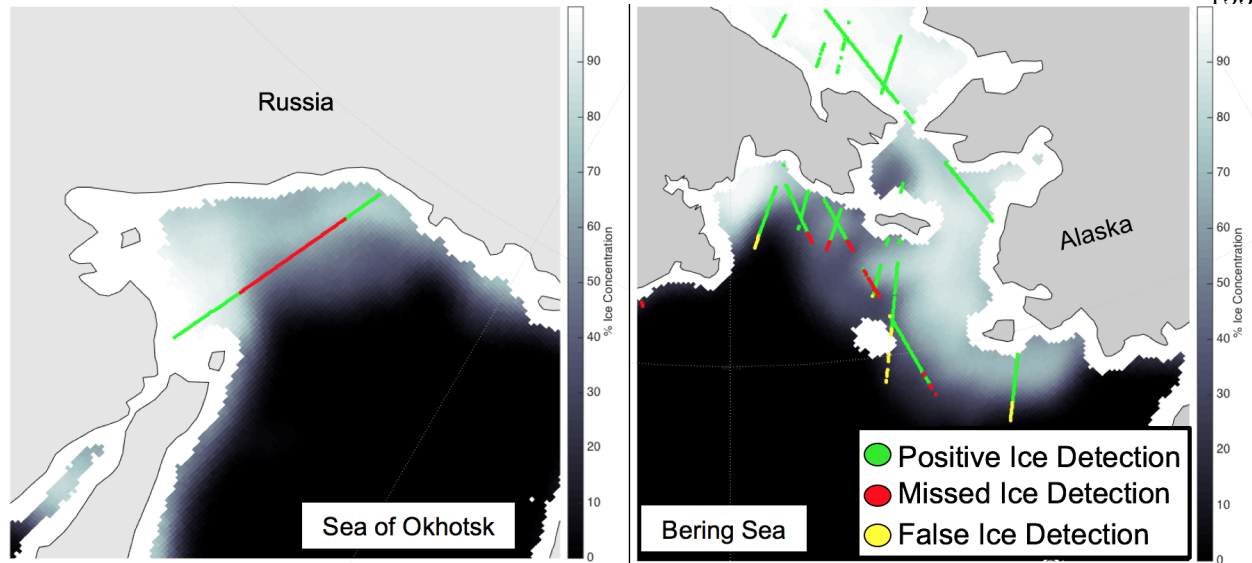 Russia
Sea of Okhotsk
90
80
70
60
50
40
30
20
10
0
% Ice Concentration
Alaska
Bering Sea
Positive Ice Detection
Missed Ice Detection
False Ice Detection
90
80
70
60
50
40
30
20
10
0
% Ice Concentration